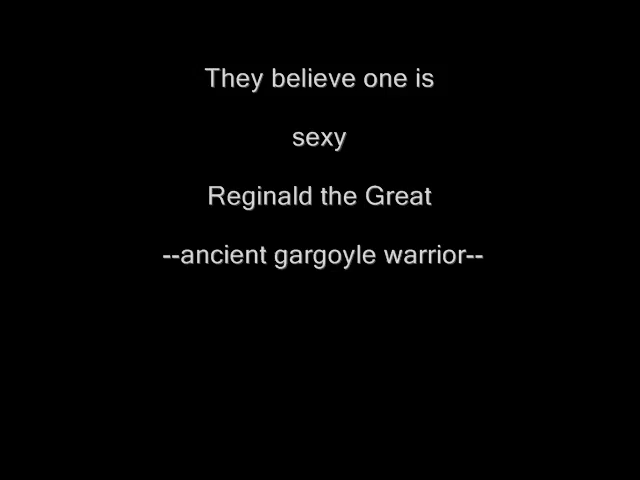 They believe one is
sexy
Reginald the Great
--ancient gargoyle warrior--